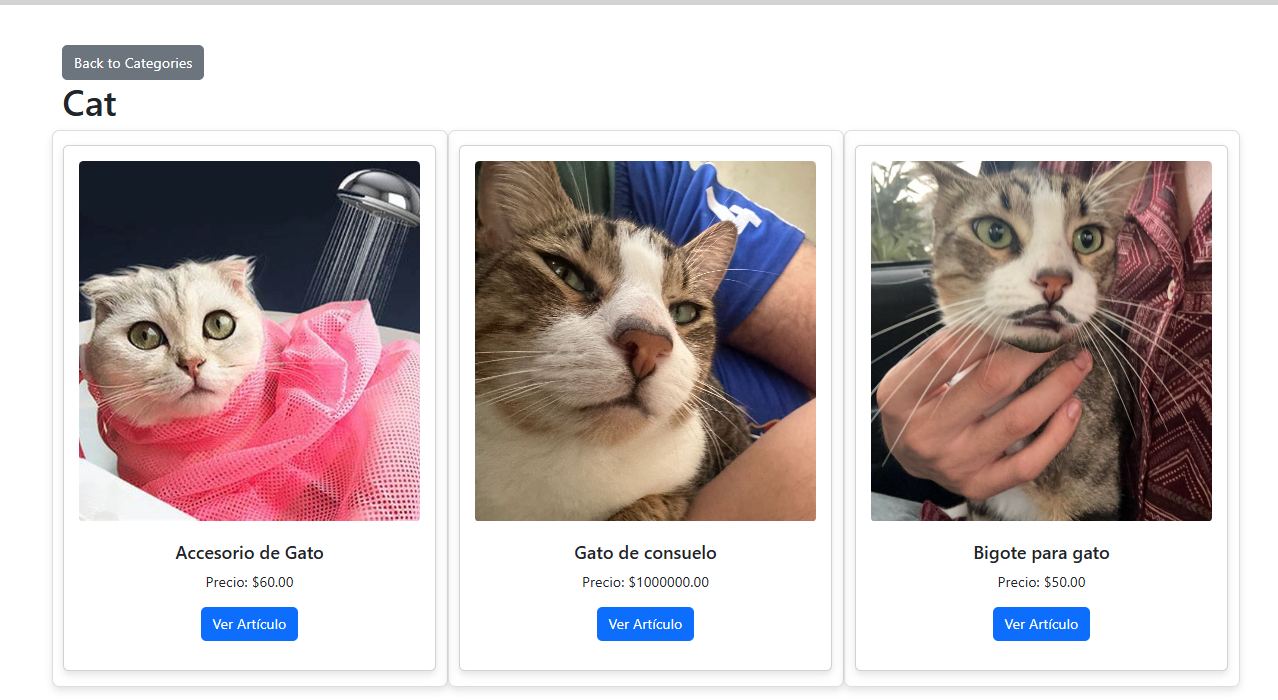 Back to Categories
Cat
Accesorio de Gato
Precio: $60.00
Ver Artículo
Gato de consuelo
Precio: $1000000.00
Ver Artículo
Bigote para gato
Precio: $50.00
Ver Artículo